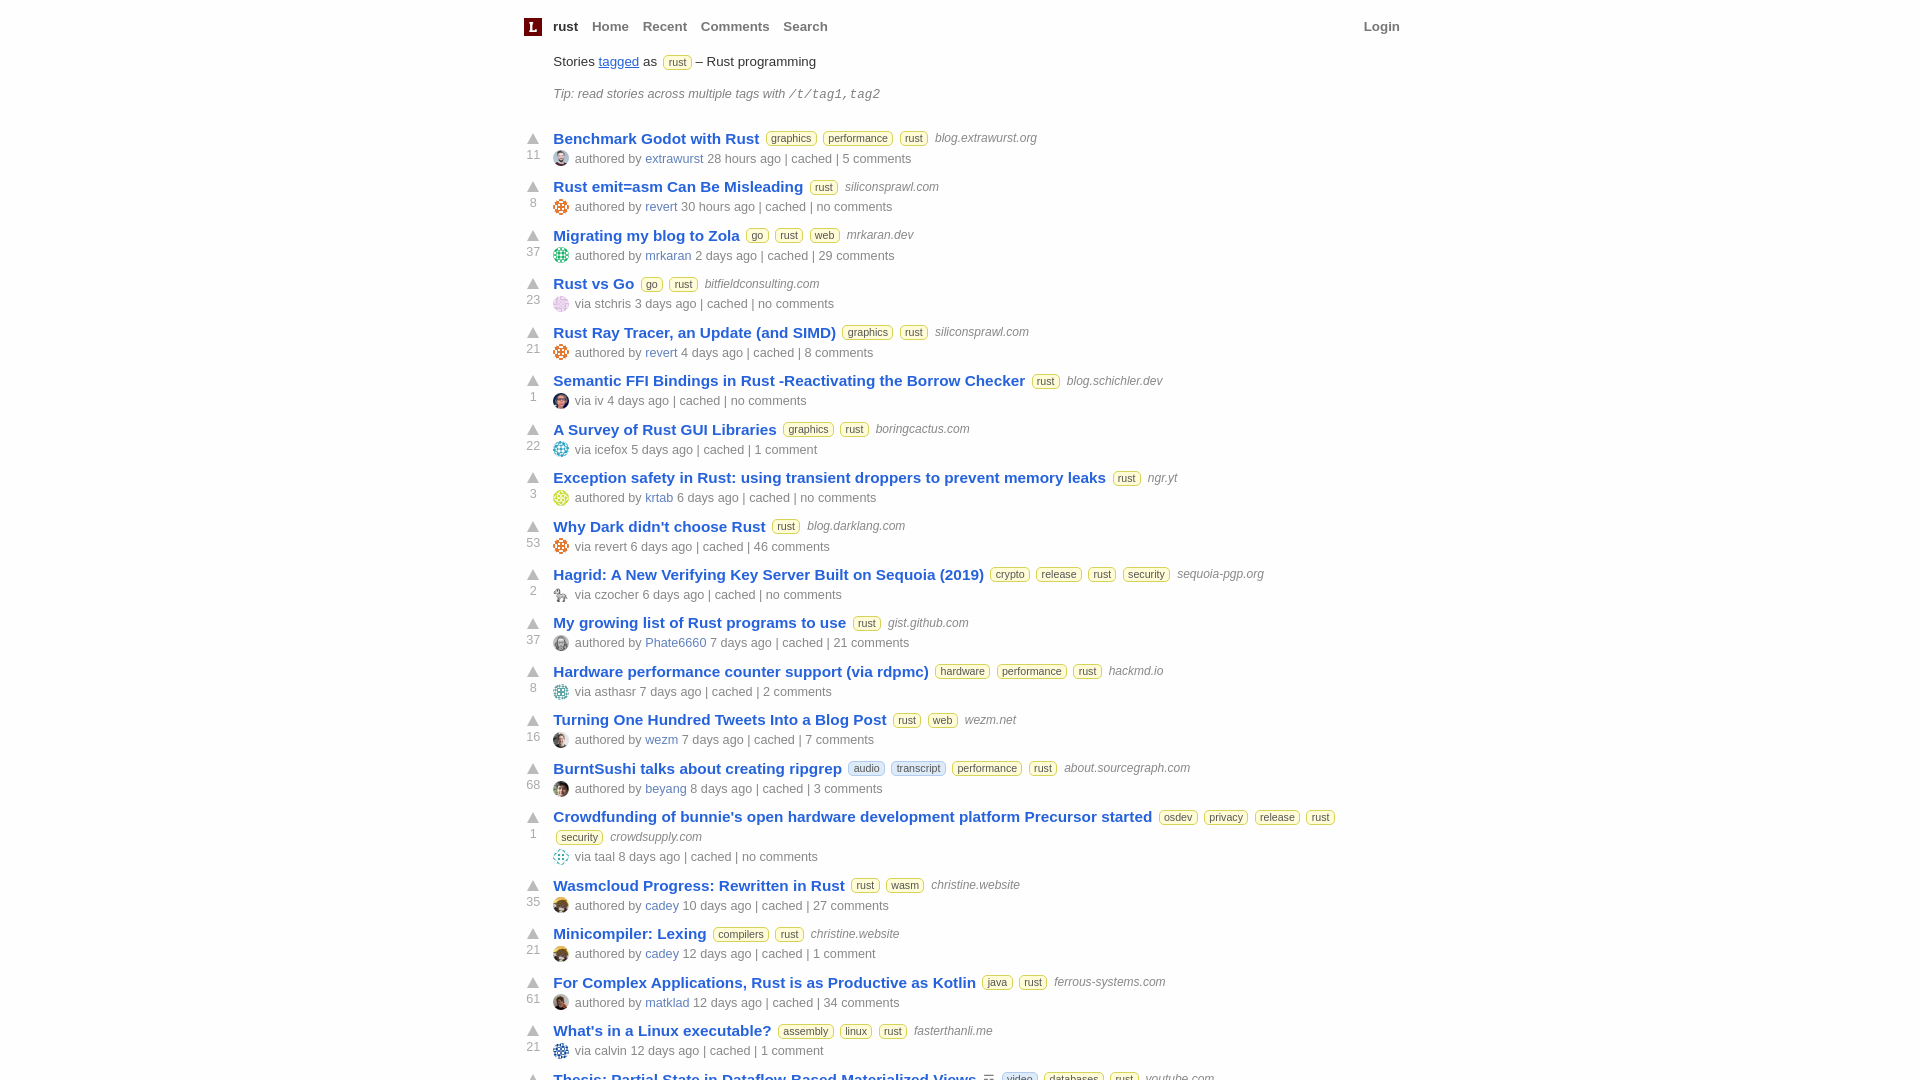 L rust Home Recent Comments Search Login
Stories tagged as rust – Rust programming
Tip: read stories across multiple tags with /t/tag1,tag2
Benchmark Godot with Rust graphics performance rust blog.extrawurst.org
11 authored by extrawurst 28 hours ago | cached | 5 comments
Rust emit=asm Can Be Misleading rust siliconsprawl.com
8 authored by revert 30 hours ago | cached | no comments
Migrating my blog to Zola go rust web mrkaran.dev
37 authored by mrkaran 2 days ago | cached | 29 comments
Rust vs Go go rust bitfieldconsulting.com
23 via stchris 3 days ago | cached | no comments
Rust Ray Tracer, an Update (and SIMD) graphics rust siliconsprawl.com
21 authored by revert 4 days ago | cached | 8 comments
Semantic FFI Bindings in Rust -Reactivating the Borrow Checker rust blog.schichler.dev
1 via iv 4 days ago | cached | no comments
A Survey of Rust GUI Libraries graphics rust boringcactus.com
22 via icefox 5 days ago | cached | 1 comment
Exception safety in Rust: using transient droppers to prevent memory leaks rust ngr.yt
3 authored by krtab 6 days ago | cached | no comments
Why Dark didn't choose Rust rust blog.darklang.com
53 via revert 6 days ago | cached | 46 comments
Hagrid: A New Verifying Key Server Built on Sequoia (2019) crypto release rust security sequoia-pgp.org
2 via czocher 6 days ago | cached | no comments
My growing list of Rust programs to use rust gist.github.com
37 authored by Phate6660 7 days ago | cached | 21 comments
Hardware performance counter support (via rdpmc) hardware performance rust hackmd.io
8 via asthasr 7 days ago | cached | 2 comments
Turning One Hundred Tweets Into a Blog Post rust web wezm.net
16 authored by wezm 7 days ago | cached | 7 comments
BurntSushi talks about creating ripgrep audio transcript performance rust about.sourcegraph.com
68 authored by beyang 8 days ago | cached | 3 comments
Crowdfunding of bunnie's open hardware development platform Precursor started osdev privacy release rust
1 security crowdsupply.com
via taal 8 days ago | cached | no comments
Wasmcloud Progress: Rewritten in Rust rust wasm christine.website
35 authored by cadey 10 days ago | cached | 27 comments
Minicompiler: Lexing compilers rust christine.website
21 authored by cadey 12 days ago | cached | 1 comment
For Complex Applications, Rust is as Productive as Kotlin java rust ferrous-systems.com
61 authored by matklad 12 days ago | cached | 34 comments
What's in a Linux executable? assembly linux rust fasterthanli.me
21 via calvin 12 days ago | cached | 1 comment
Thesis: Partial State in Dataflow-Based Materialized Views ☶ video databases rust youtube.com